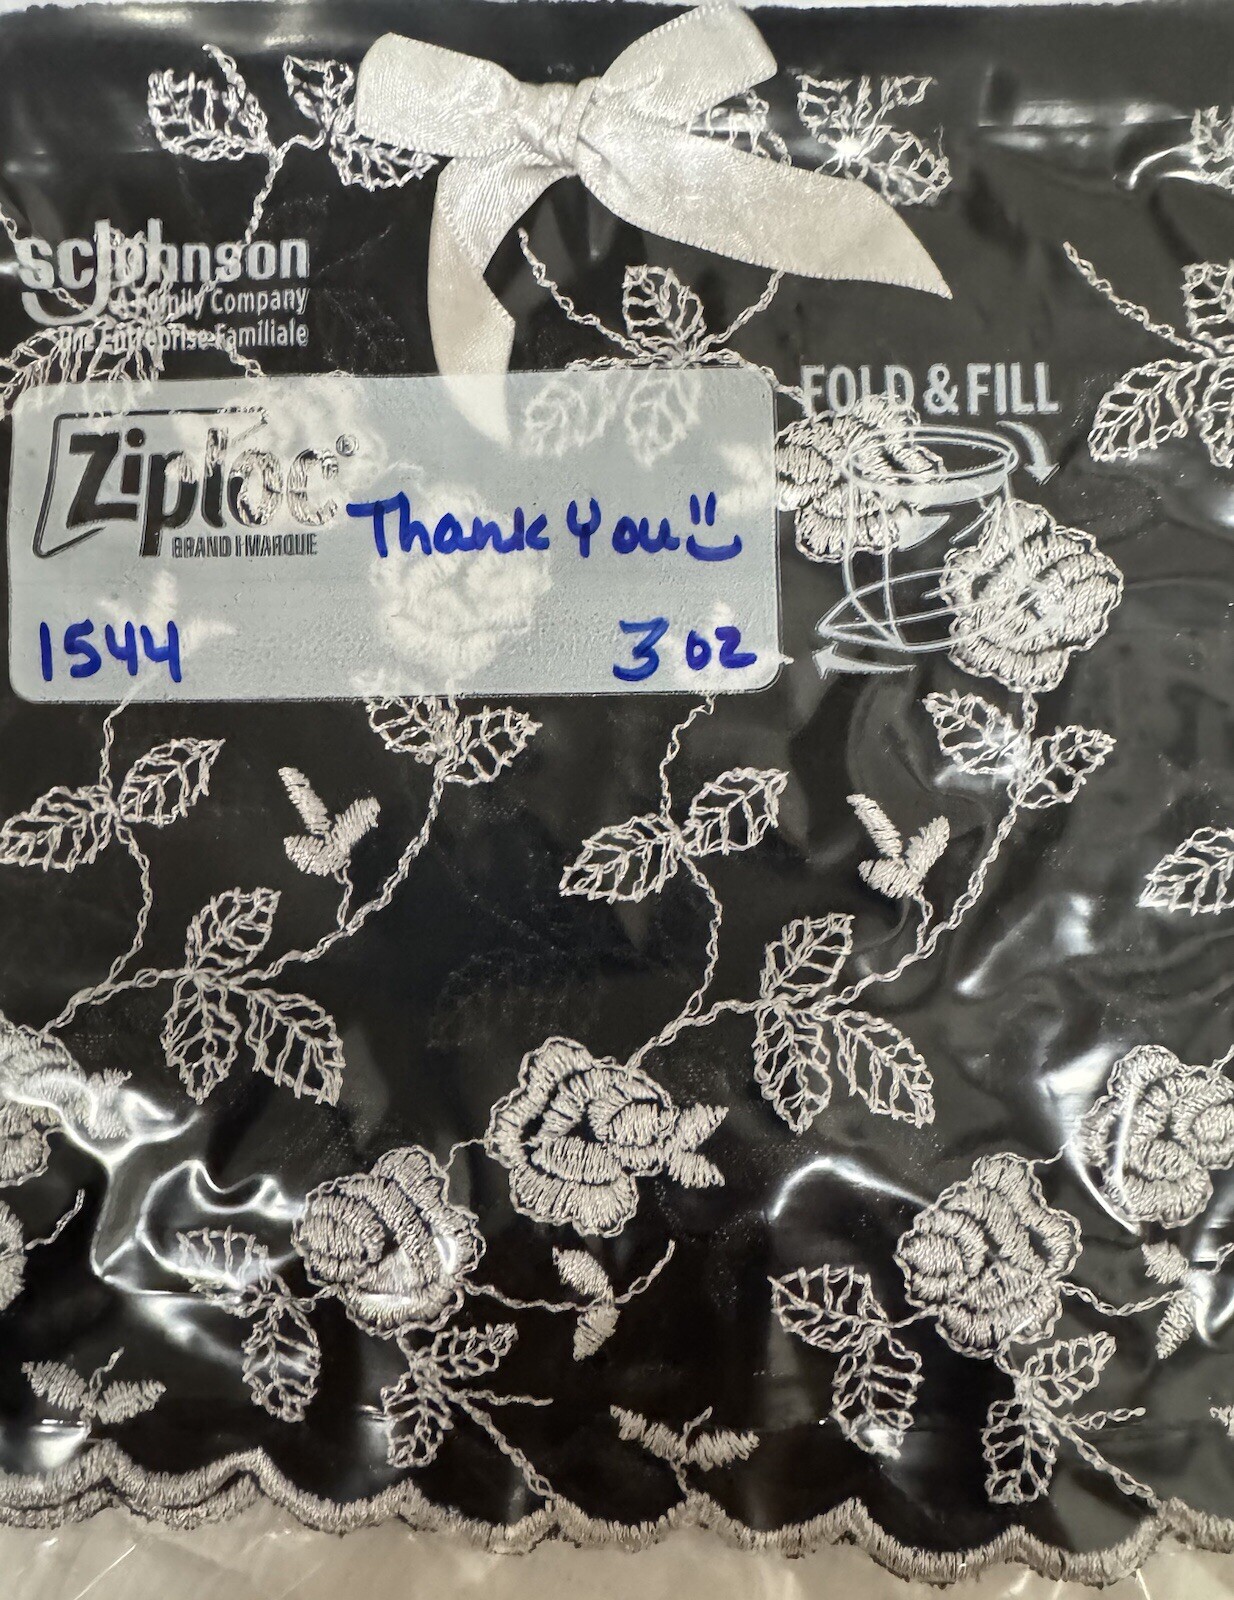 scjohnson
A Family Company
Une Entreprise Familiale
FOLD & FILL
Ziploc®
BRAND | MARQUE
Thank You
1544
3 oz